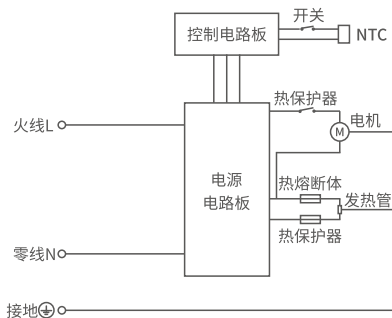 开关
控制电路板
NTC
热保护器
火线L
电机
M
电源
电路板
热熔断体
发热管
热保护器
零线N
接地